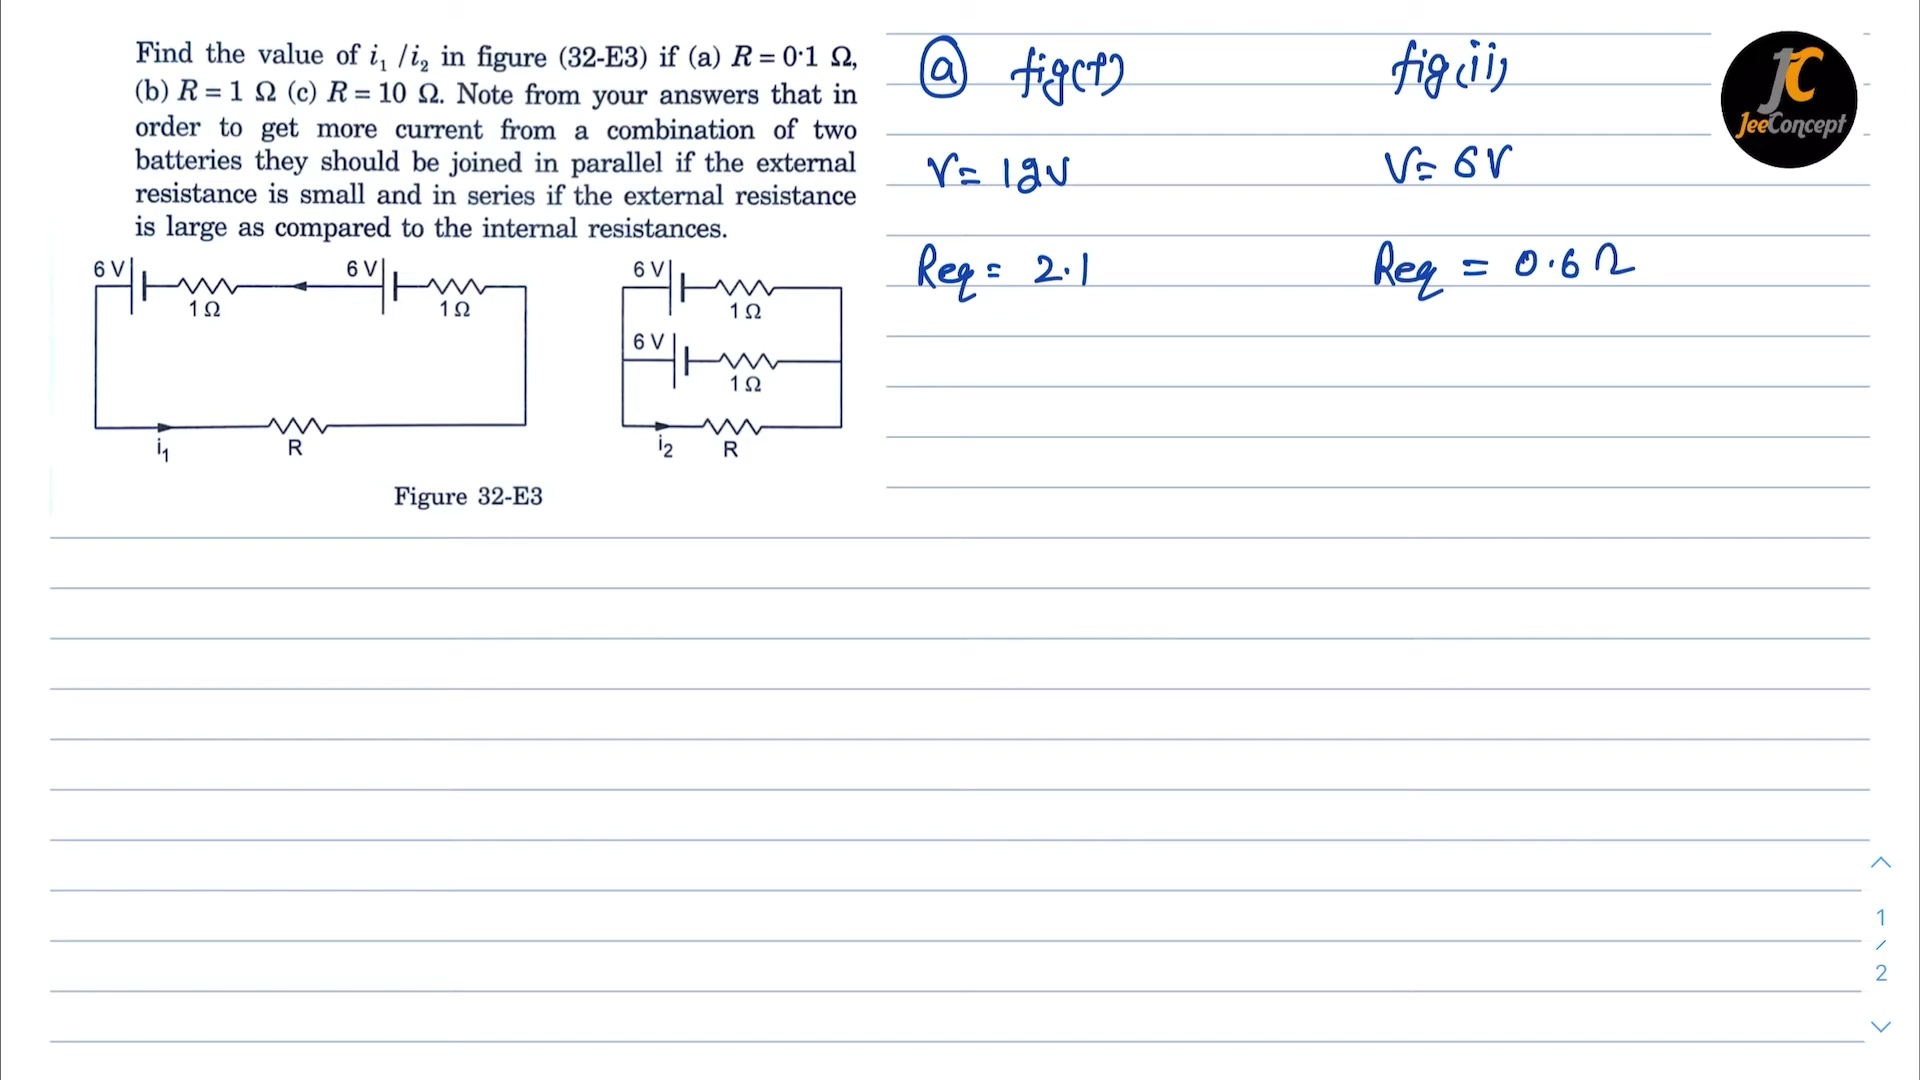 Find the value of i₁ /i₂ in figure (32-E3) if (a) R = 0·1 Ω,
(b) R = 1 Ω (c) R = 10 Ω. Note from your answers that in
order to get more current from a combination of two
batteries they should be joined in parallel if the external
resistance is small and in series if the external resistance
is large as compared to the internal resistances.
6 V 6 V
1 Ω 1 Ω
i₁ R
6 V
1 Ω
6 V
1 Ω
i₂ R
Figure 32-E3
(a) fig(i) fig(ii)
V= 12V V= 6V
Req = 2.1 Req = 0.6 Ω
JC
JeeConcept
1
/
2